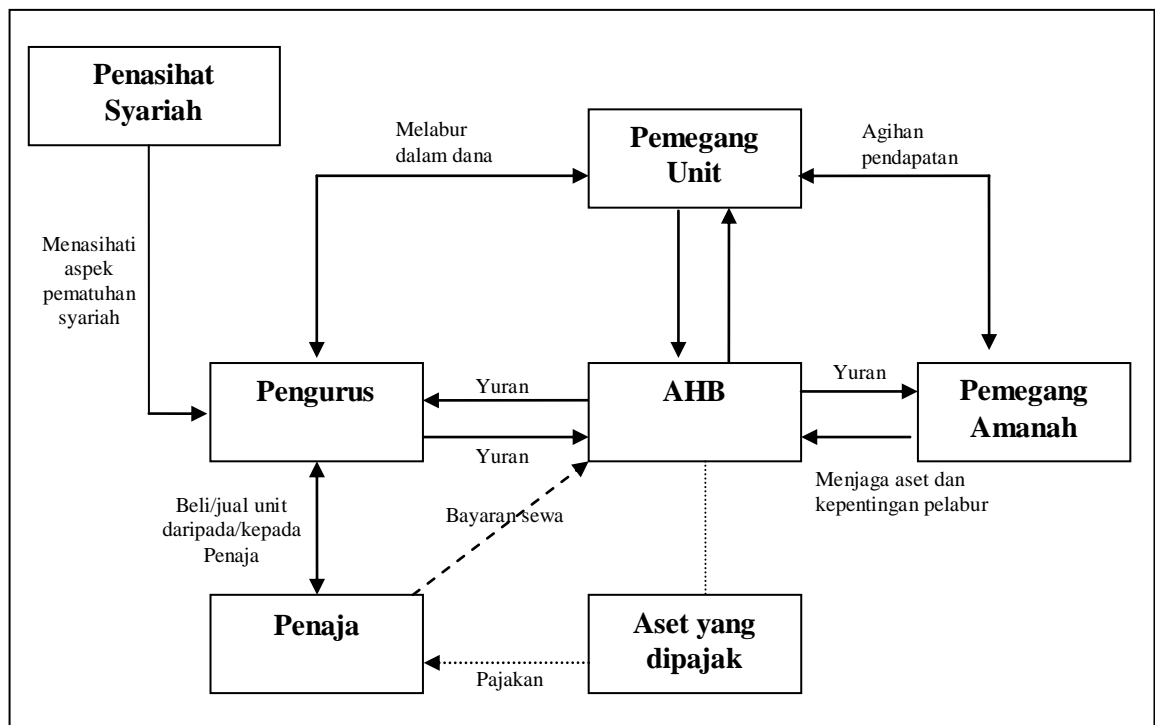 Penasihat
Syariah
Melabur
dalam dana
Pemegang
Unit
Agihan
pendapatan
Menasihati
aspek
pematuhan
syariah
Pengurus
Yuran
Yuran
AHB
Yuran
Pemegang
Amanah
Menjaga aset dan
kepentingan pelabur
Beli/jual unit
daripada/kepada
Penaja
Bayaran sewa
Penaja
Pajakan
Aset yang
dipajak